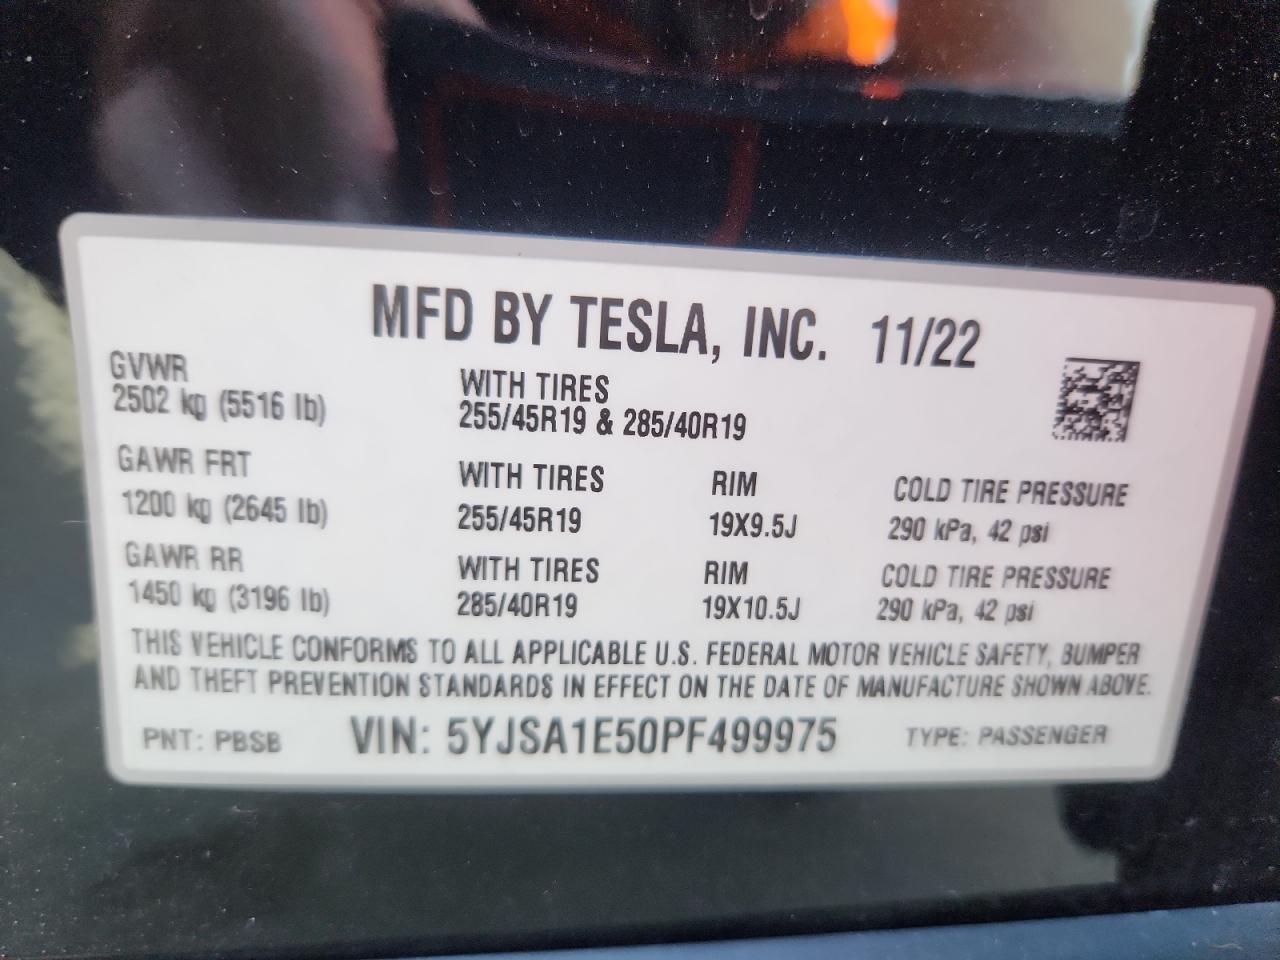 MFD BY TESLA, INC. 11/22
GVWR
2502 kg (5516 lb)
WITH TIRES
255/45R19 & 285/40R19
GAWR FRT
1200 kg (2645 lb)
WITH TIRES
255/45R19
RIM
19X9.5J
COLD TIRE PRESSURE
290 kPa, 42 psi
GAWR RR
1450 kg (3196 lb)
WITH TIRES
285/40R19
RIM
19X10.5J
COLD TIRE PRESSURE
290 kPa, 42 psi
THIS VEHICLE CONFORMS TO ALL APPLICABLE U.S. FEDERAL MOTOR VEHICLE SAFETY, BUMPER
AND THEFT PREVENTION STANDARDS IN EFFECT ON THE DATE OF MANUFACTURE SHOWN ABOVE.
PNT: PBSB VIN: 5YJSA1E50PF499975 TYPE: PASSENGER